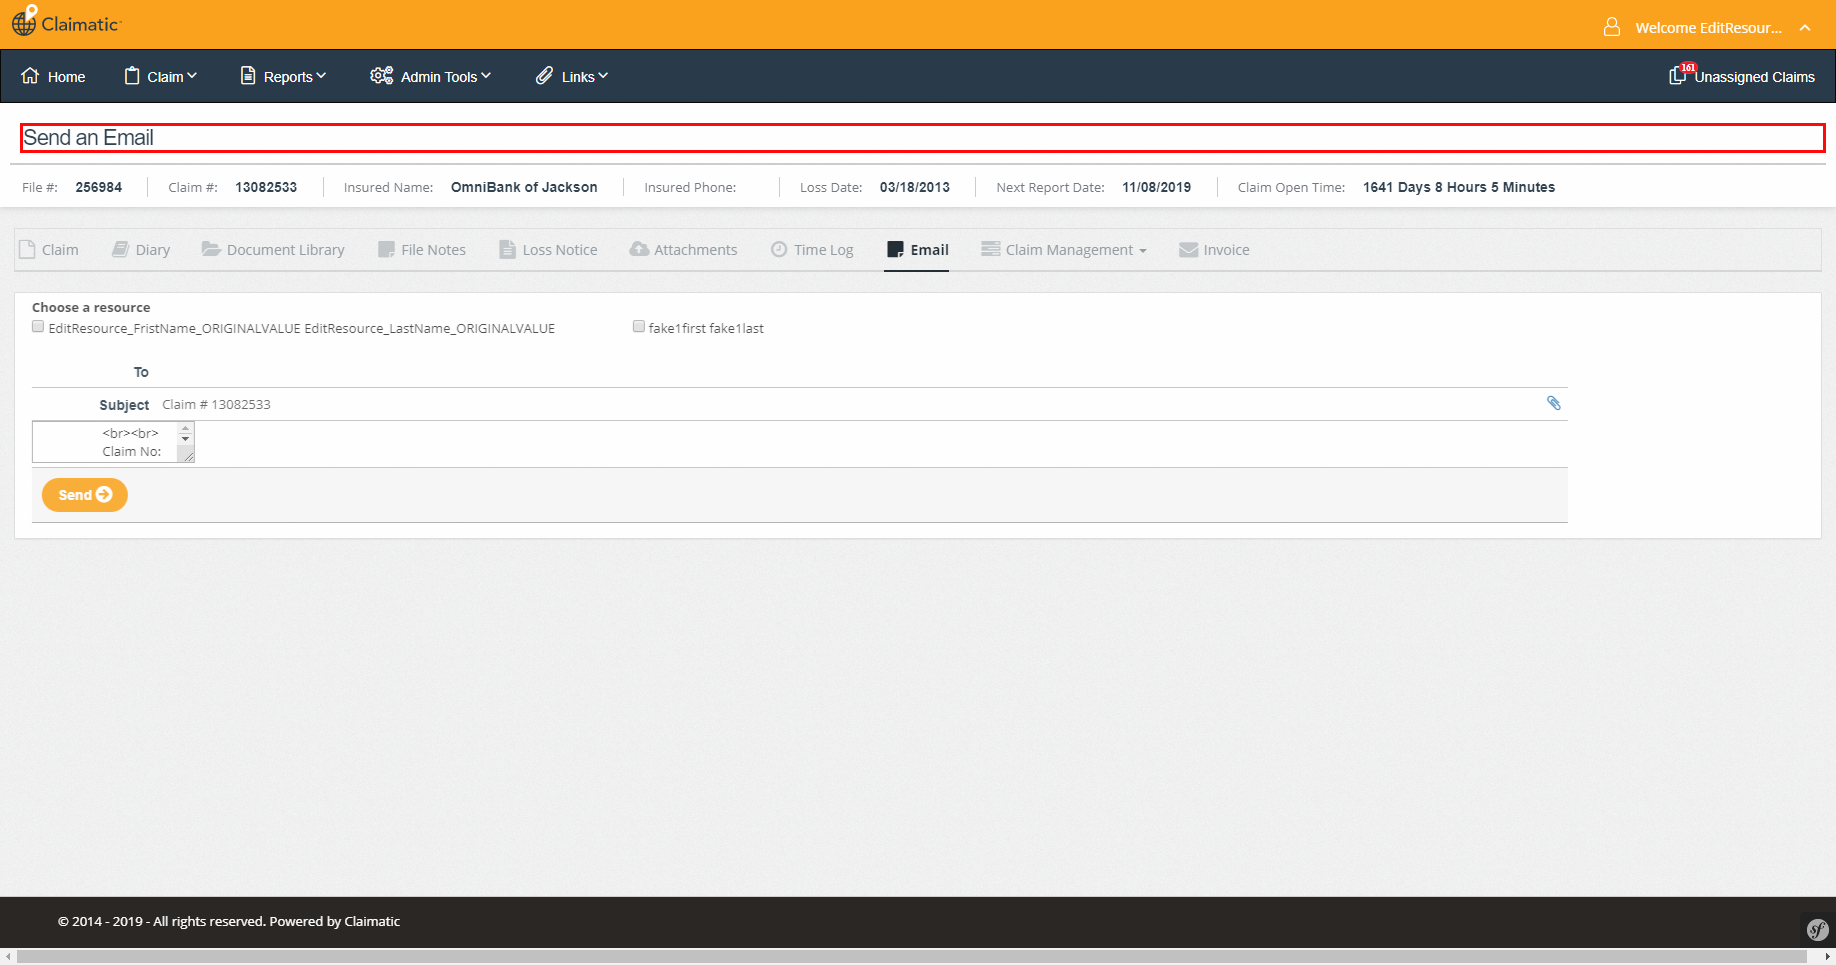 Claimatic
Welcome EditResour...
Home Claim Reports Admin Tools Links 161 Unassigned Claims
Send an Email
File #: 256984 Claim #: 13082533 Insured Name: OmniBank of Jackson Insured Phone: Loss Date: 03/18/2013 Next Report Date: 11/08/2019 Claim Open Time: 1641 Days 8 Hours 5 Minutes
Claim Diary Document Library File Notes Loss Notice Attachments Time Log Email Claim Management Invoice
Choose a resource
EditResource_FristName_ORIGINALVALUE EditResource_LastName_ORIGINALVALUE fake1first fake1last
To
Subject Claim # 13082533
<br><br>
Claim No:
Send
© 2014 - 2019 - All rights reserved. Powered by Claimatic
sf